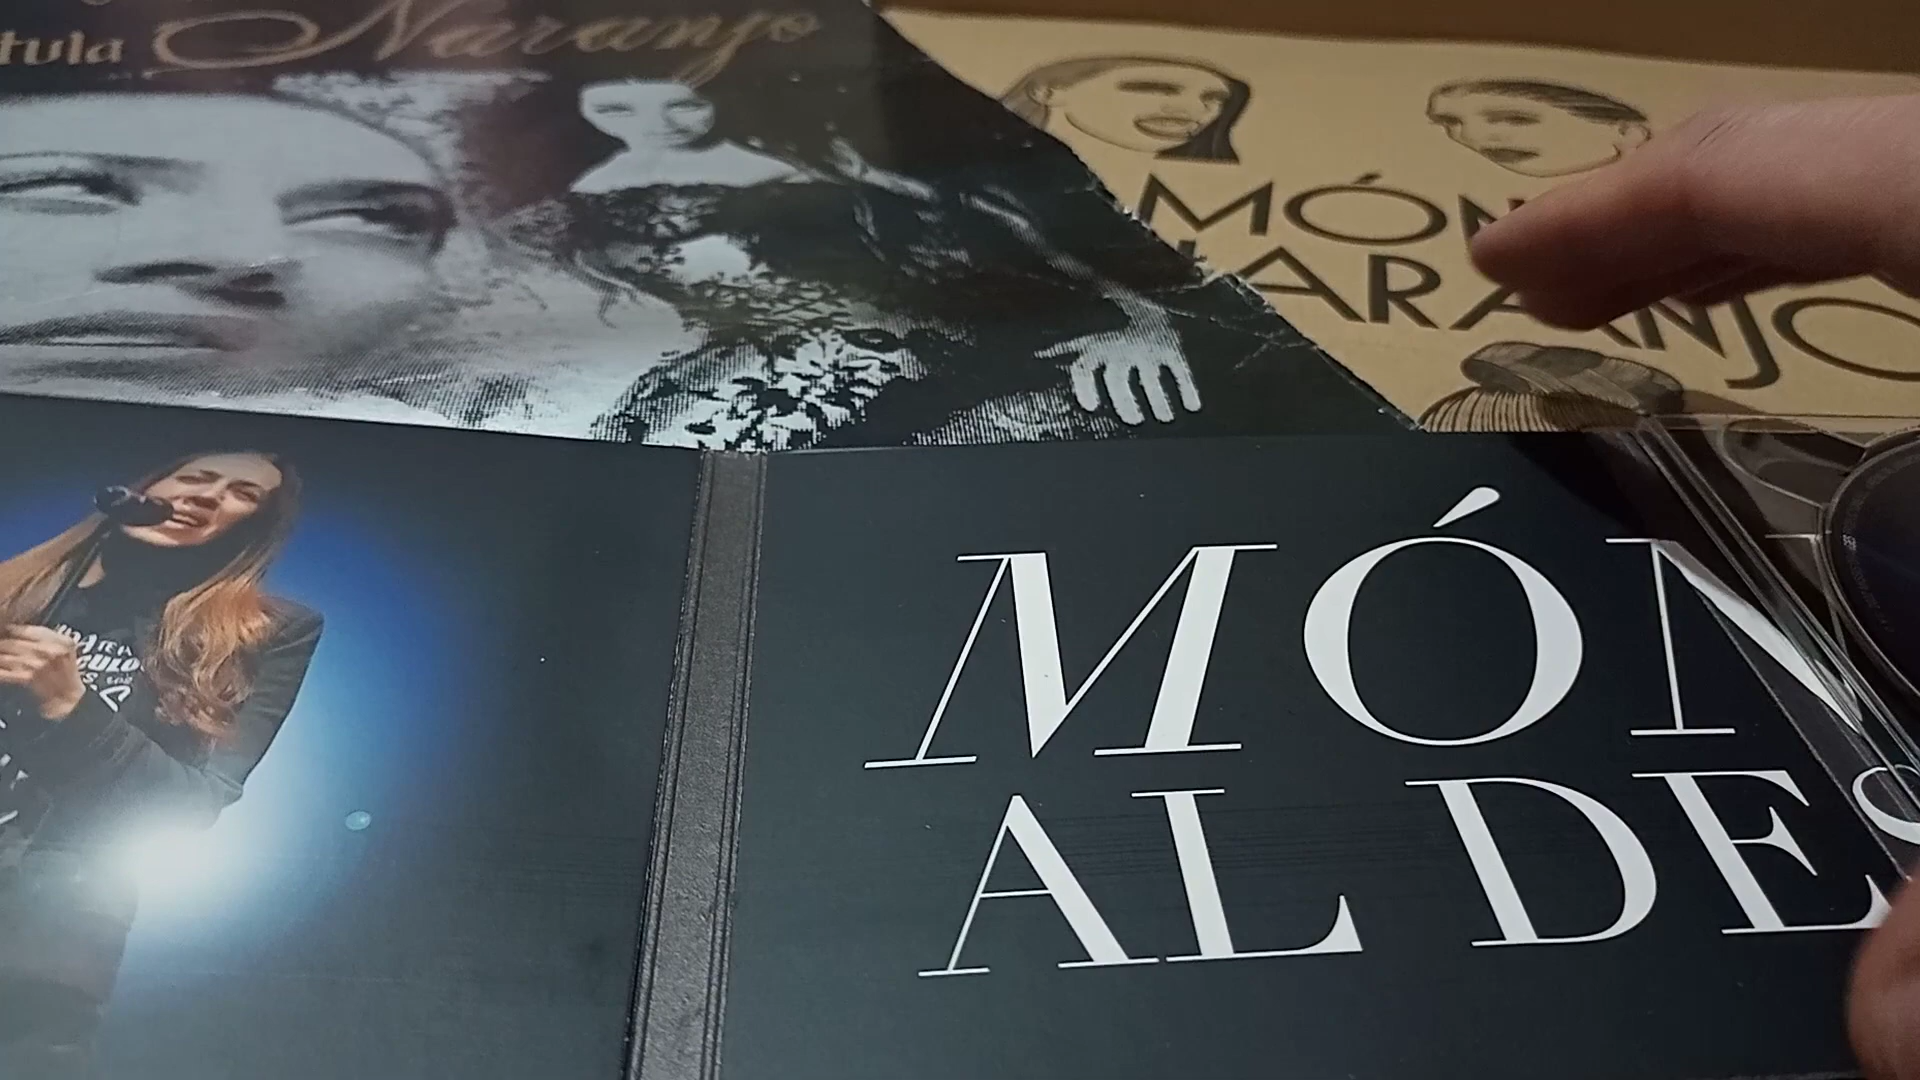 tula Naranjo
MÓN
ARANJO
MÓN
AL DES